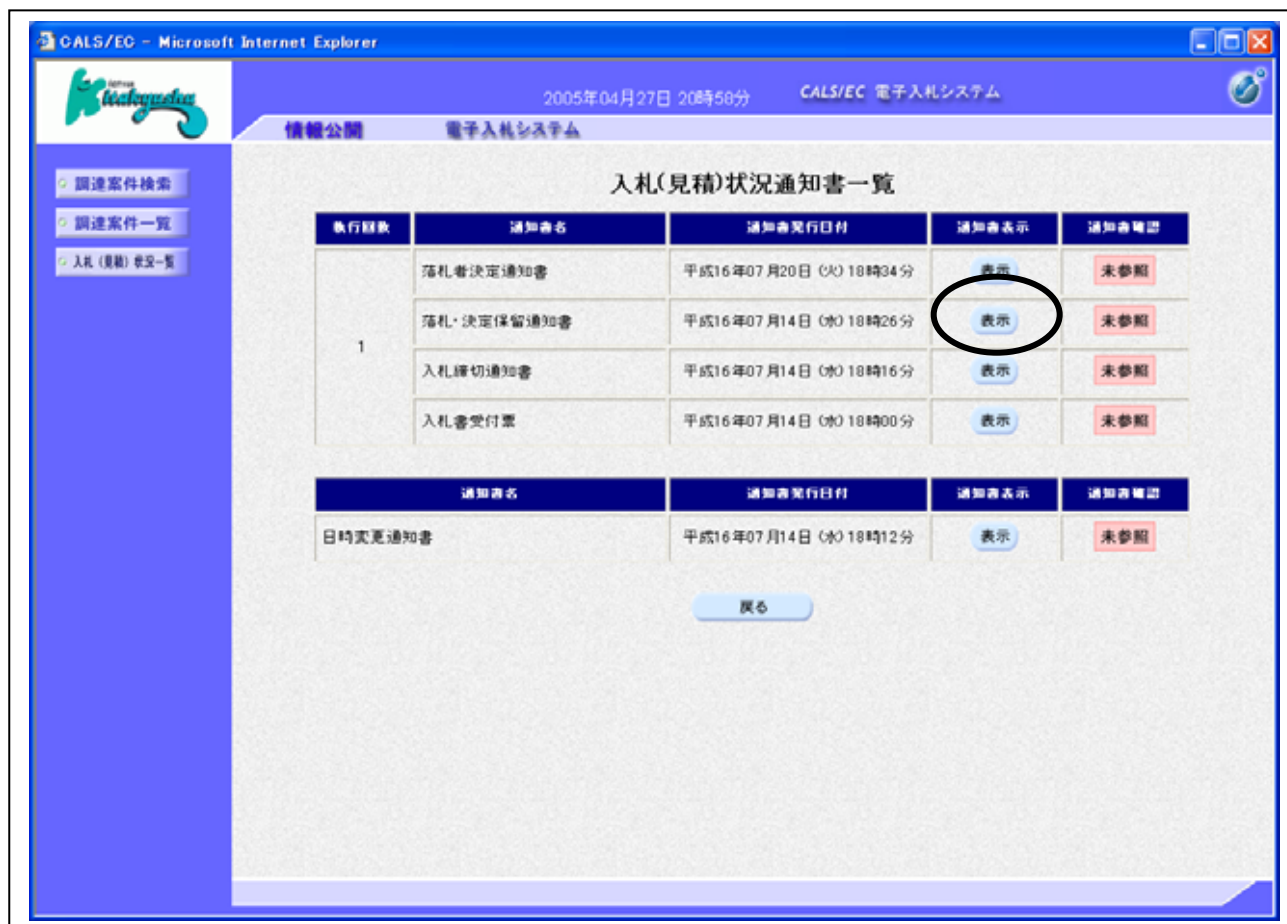 CALS/EC - Microsoft Internet Explorer
Kitakyushu
2005年04月27日 20時58分 CALS/EC 電子入札システム
情報公開 電子入札システム
調達案件検索
調達案件一覧
入札(見積)状況一覧
入札(見積)状況通知書一覧
執行回数 通知書名 通知書発行日付 通知書表示 通知書確認
1
落札者決定通知書 平成16年07月20日 (火) 18時34分 表示 未参照
落札・決定保留通知書 平成16年07月14日 (水) 18時26分 表示 未参照
入札締切通知書 平成16年07月14日 (水) 18時16分 表示 未参照
入札書受付票 平成16年07月14日 (水) 18時00分 表示 未参照
通知書名 通知書発行日付 通知書表示 通知書確認
日時変更通知書 平成16年07月14日 (水) 18時12分 表示 未参照
戻る